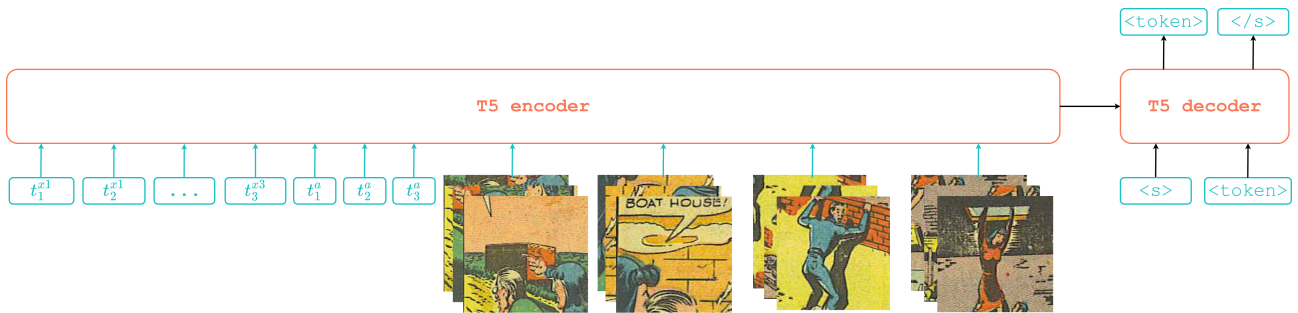 <token> </s>
T5 encoder T5 decoder
t_1^{x1} t_2^{x1} ... t_3^{x3} t_1^a t_2^a t_3^a <s> <token>
BOAT HOUSE!